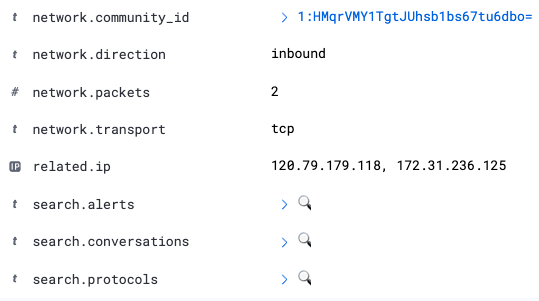 t network.community_id > 1:HMqrVMY1TgtJUhsb1bs67tu6dbo=
t network.direction inbound
# network.packets 2
t network.transport tcp
IP related.ip 120.79.179.118, 172.31.236.125
t search.alerts >
t search.conversations >
t search.protocols >